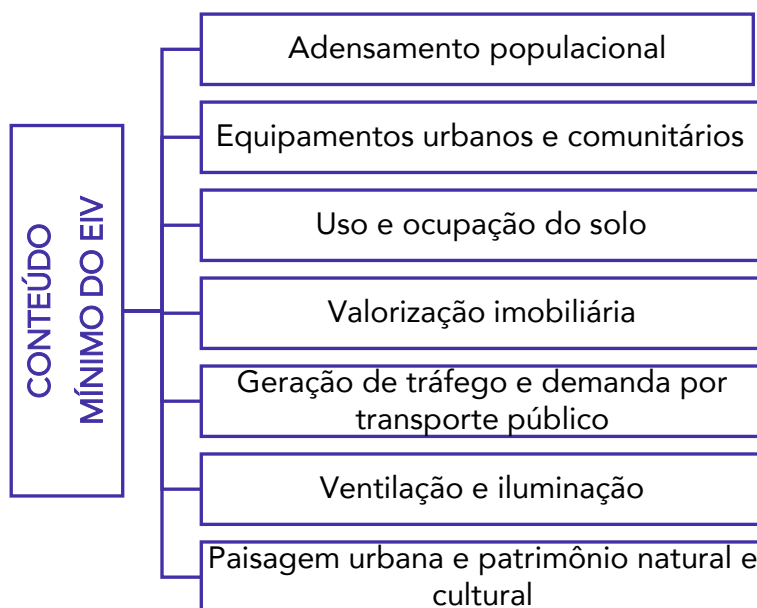 CONTEÚDO
MÍNIMO DO EIV
Adensamento populacional
Equipamentos urbanos e comunitários
Uso e ocupação do solo
Valorização imobiliária
Geração de tráfego e demanda por
transporte público
Ventilação e iluminação
Paisagem urbana e patrimônio natural e
cultural